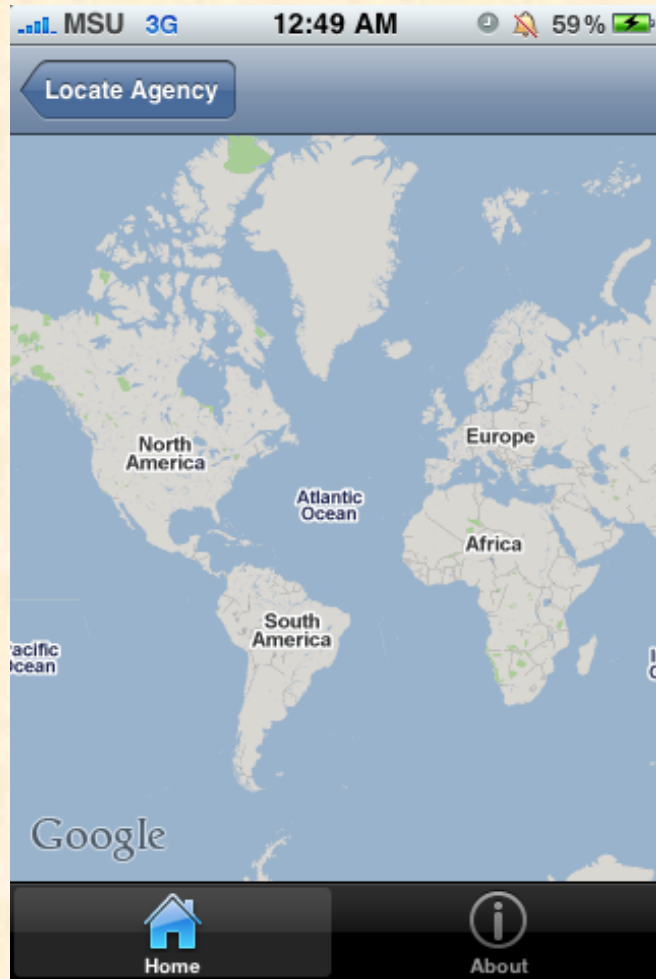 MSU 3G 12:49 AM 59%
Locate Agency
North
America
Europe
Atlantic
Ocean
Africa
South
America
acific
cean
Google
Home
About